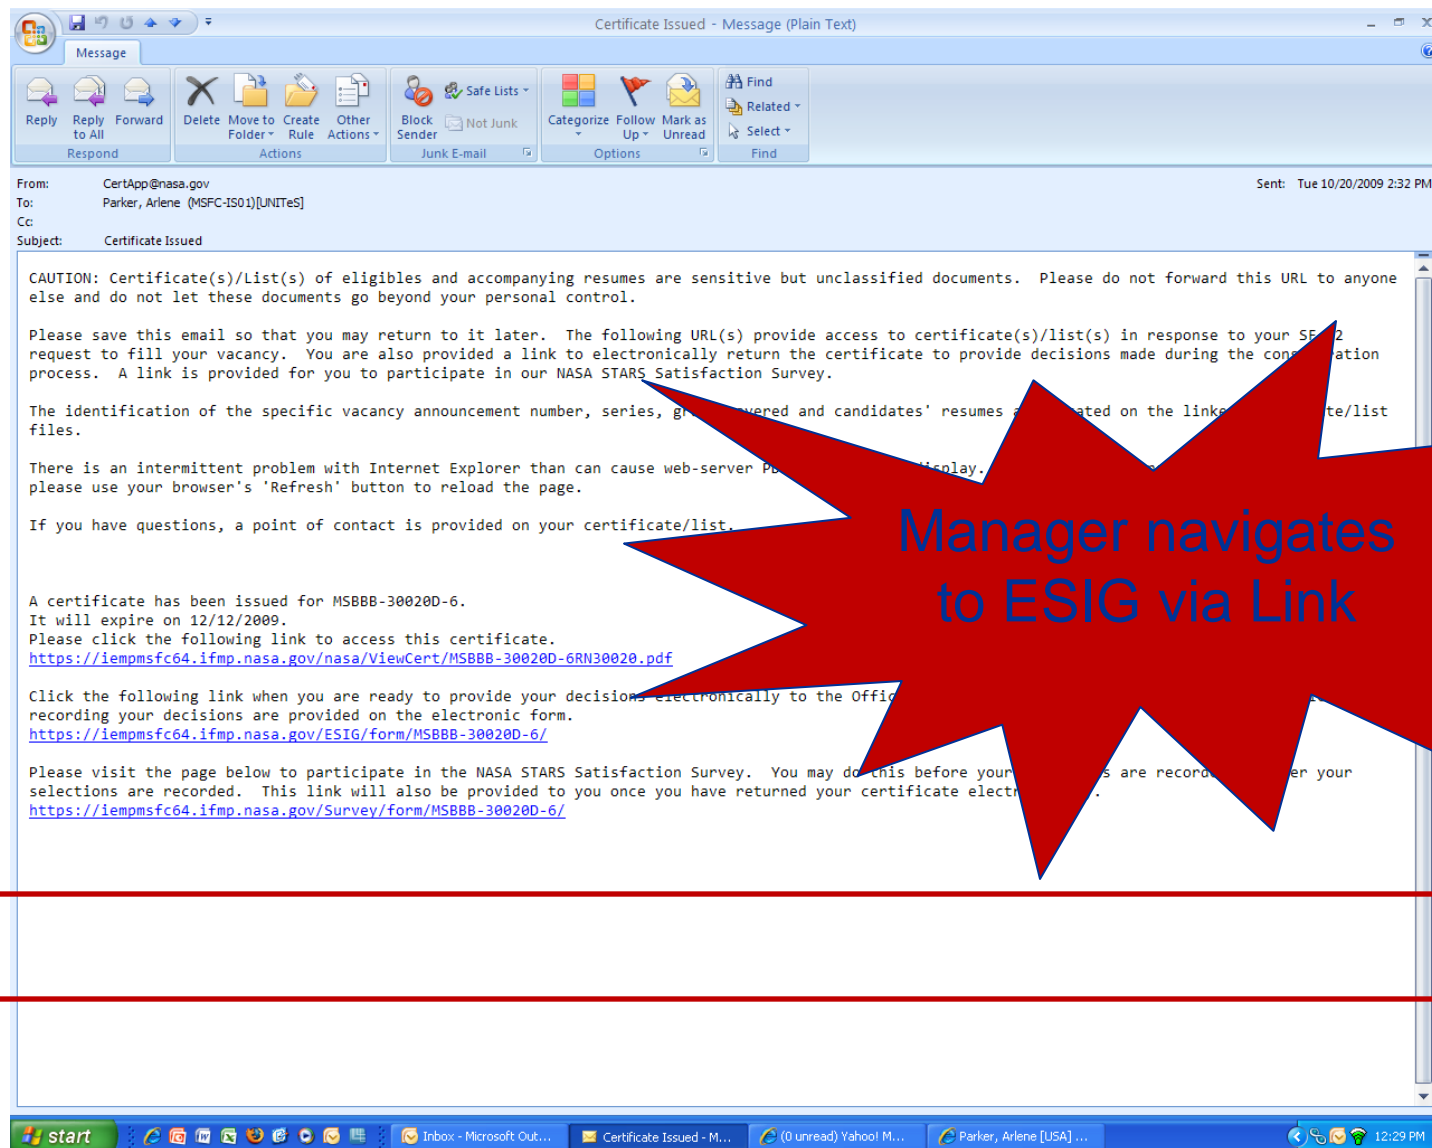 Certificate Issued - Message (Plain Text)
Message
Reply
Reply to All
Forward
Respond
Delete
Move to Folder
Create Rule
Other Actions
Actions
Block Sender
Safe Lists
Not Junk
Junk E-mail
Categorize
Follow Up
Mark as Unread
Options
Find
Related
Select
Find
From: CertApp@nasa.gov
Sent: Tue 10/20/2009 2:32 PM
To: Parker, Arlene (MSFC-IS01)[UNITeS]
Cc:
Subject: Certificate Issued
CAUTION: Certificate(s)/List(s) of eligibles and accompanying resumes are sensitive but unclassified documents. Please do not forward this URL to anyone
else and do not let these documents go beyond your personal control.
Please save this email so that you may return to it later. The following URL(s) provide access to certificate(s)/list(s) in response to your
request to fill your vacancy. You are also provided a link to electronically return the certificate to provide decisions made during the
process. A link is provided for you to participate in our NASA STARS Satisfaction Survey.
The identification of the specific vacancy announcement number, series, and candidates' resumes on the
files.
There is an intermittent problem with Internet Explorer than can cause web-server display.
please use your browser's 'Refresh' button to reload the page.
If you have questions, a point of contact is provided on your certificate/list.
Manager navigates
to ESIG via Link
A certificate has been issued for MSBBB-30020D-6.
It will expire on 12/12/2009.
Please click the following link to access this certificate.
https://iempmsfc64.ifmp.nasa.gov/nasa/ViewCert/MSBBB-30020D-6RN30020.pdf
Click the following link when you are ready to provide your decisions electronically to the
recording your decisions are provided on the electronic form.
https://iempmsfc64.ifmp.nasa.gov/ESIG/form/MSBBB-30020D-6/
Please visit the page below to participate in the NASA STARS Satisfaction Survey. You may do this before your are your
selections are recorded. This link will also be provided to you once you have returned your certificate
https://iempmsfc64.ifmp.nasa.gov/Survey/form/MSBBB-30020D-6/
start
Inbox - Microsoft Out...
Certificate Issued - M...
(0 unread) Yahoo! M...
Parker, Arlene [USA] ...
12:29 PM